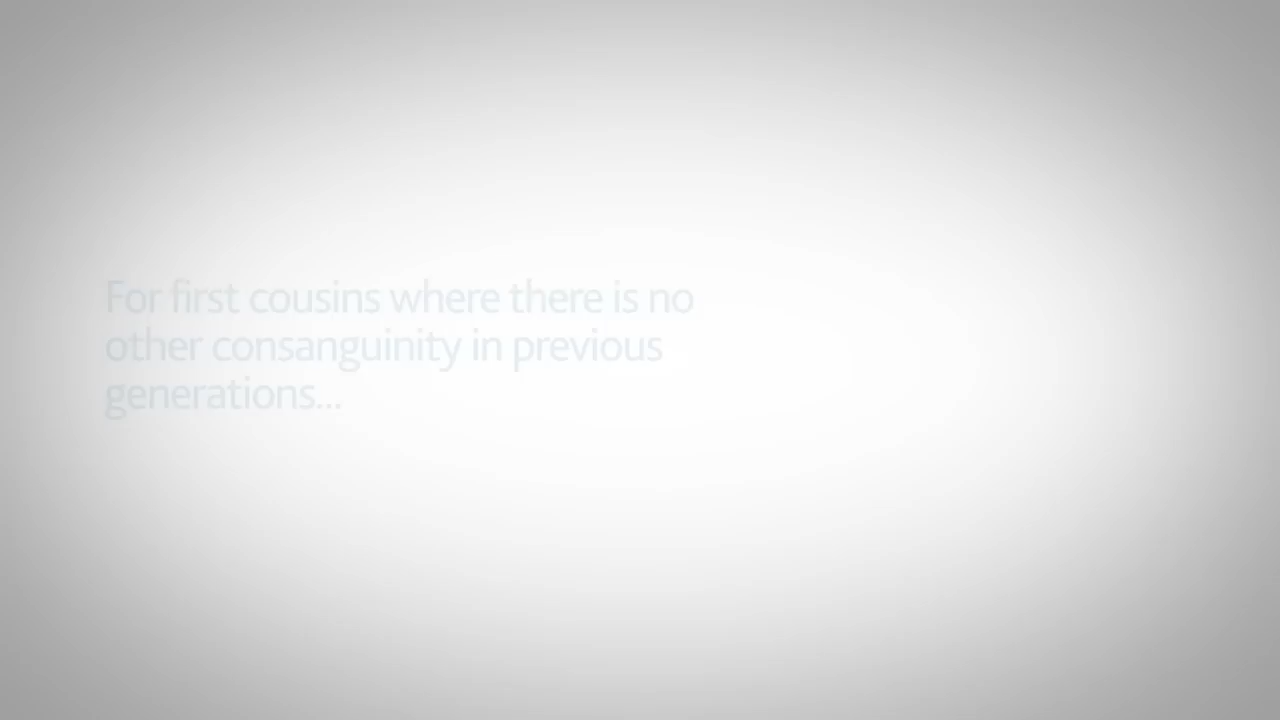 For first cousins where there is no
other consanguinity in previous
generations...